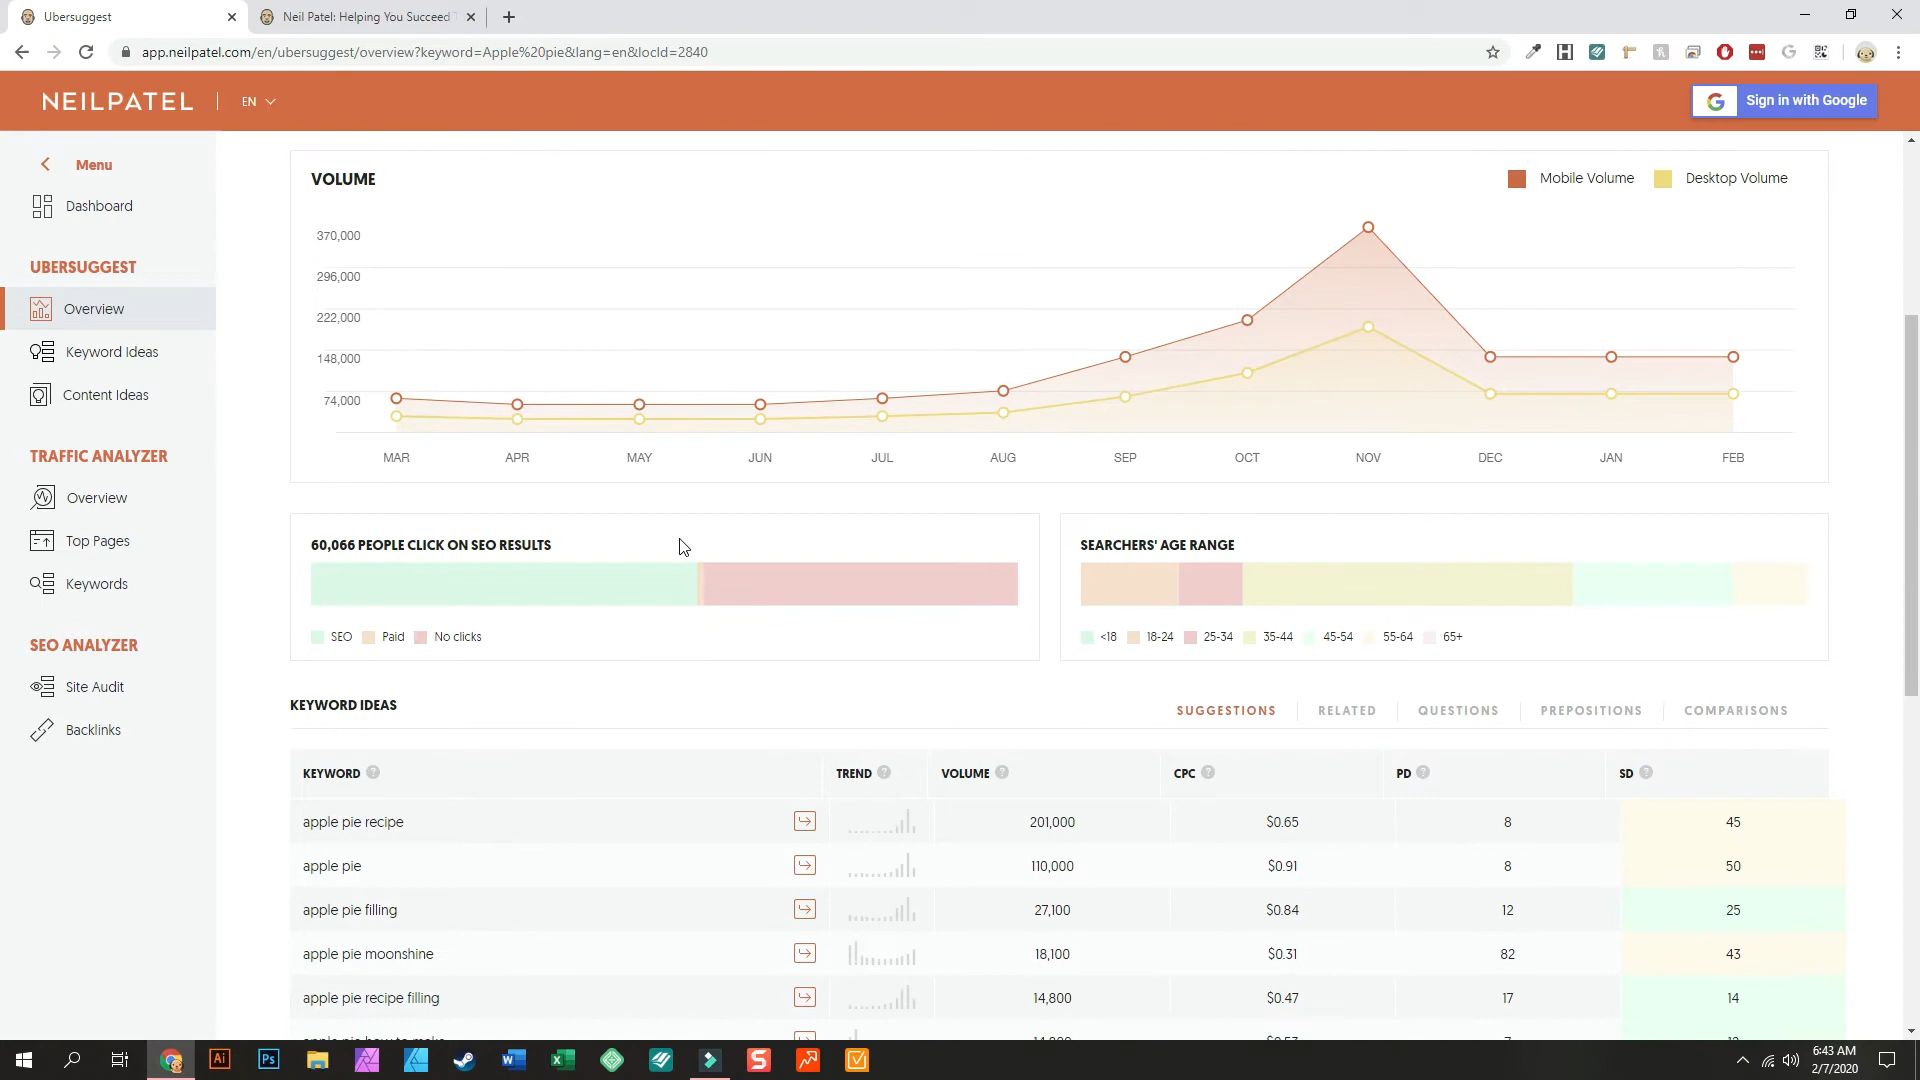 Ubersuggest
Neil Patel: Helping You Succeed T
app.neilpatel.com/en/ubersuggest/overview?keyword=Apple%20pie&lang=en&locId=2840
NEILPATEL
EN
Sign in with Google
Menu
Dashboard
UBERSUGGEST
Overview
Keyword Ideas
Content Ideas
TRAFFIC ANALYZER
Overview
Top Pages
Keywords
SEO ANALYZER
Site Audit
Backlinks
VOLUME
Mobile Volume Desktop Volume
370,000
296,000
222,000
148,000
74,000
MAR APR MAY JUN JUL AUG SEP OCT NOV DEC JAN FEB
60,066 PEOPLE CLICK ON SEO RESULTS
SEO Paid No clicks
SEARCHERS' AGE RANGE
<18 18-24 25-34 35-44 45-54 55-64 65+
KEYWORD IDEAS
SUGGESTIONS RELATED QUESTIONS PREPOSITIONS COMPARISONS
KEYWORD ? TREND ? VOLUME ? CPC ? PD ? SD ?
apple pie recipe 201,000 $0.65 8 45
apple pie 110,000 $0.91 8 50
apple pie filling 27,100 $0.84 12 25
apple pie moonshine 18,100 $0.31 82 43
apple pie recipe filling 14,800 $0.47 17 14
Ai
Ps
6:43 AM
2/7/2020